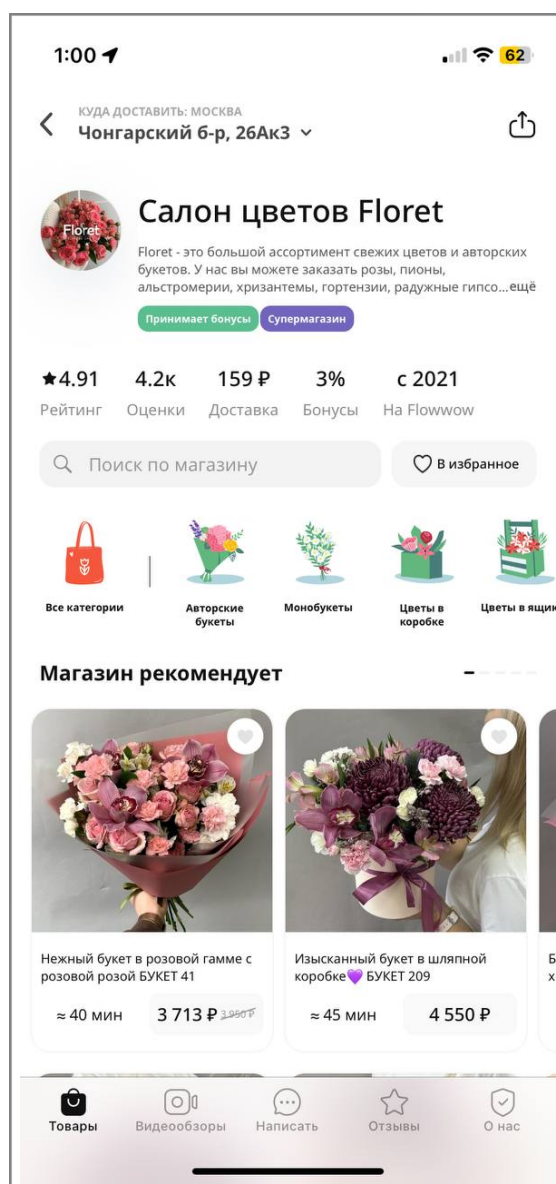 1:00
62
КУДА ДОСТАВИТЬ: МОСКВА
Чонгарский б-р, 26Ак3
Floret
Салон цветов Floret
Floret - это большой ассортимент свежих цветов и авторских
букетов. У нас вы можете заказать розы, пионы,
альстромерии, хризантемы, гортензии, радужные гипсо...ещё
Принимает бонусы Супермагазин
★4.91 4.2к 159 ₽ 3% с 2021
Рейтинг Оценки Доставка Бонусы На Flowwow
Поиск по магазину В избранное
Все категории Авторские Монобукеты Цветы в Цветы в ящик
букеты коробке
Магазин рекомендует
Нежный букет в розовой гамме с
розовой розой БУКЕТ 41
≈ 40 мин 3 713 ₽ 3 950 ₽
Изысканный букет в шляпной
коробке💜 БУКЕТ 209
≈ 45 мин 4 550 ₽
Б
х
Товары Видеообзоры Написать Отзывы О нас